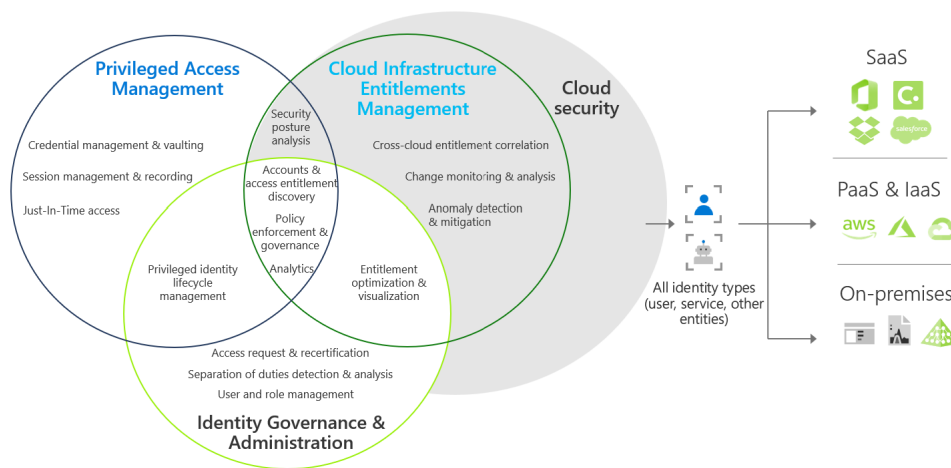 Privileged Access
Management
Credential management & vaulting
Session management & recording
Just-In-Time access
Cloud Infrastructure
Entitlements
Management
Cloud
security
Security
posture
analysis
Cross-cloud entitlement correlation
Change monitoring & analysis
Anomaly detection
& mitigation
Accounts &
access entitlement
discovery
Policy
enforcement &
governance
Analytics
Privileged identity
lifecycle
management
Entitlement
optimization &
visualization
Access request & recertification
Separation of duties detection & analysis
User and role management
Identity Governance &
Administration
All identity types
(user, service, other
entities)
SaaS
salesforce
PaaS & IaaS
aws
On-premises